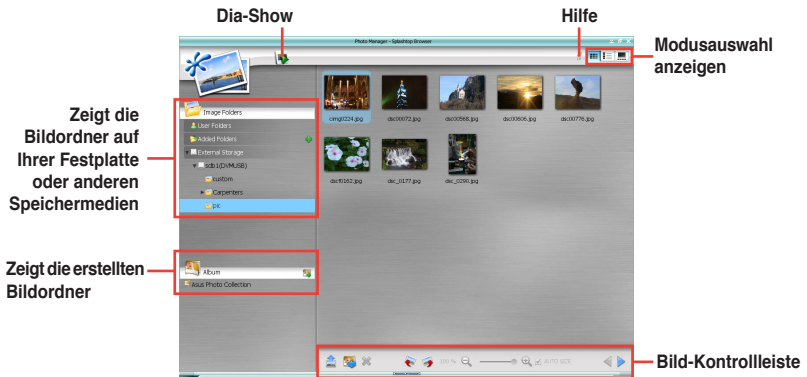 Dia-Show
Hilfe
Modusauswahl
anzeigen
Photo Manager - Splashtop Browser
Zeigt die
Bildordner auf
Ihrer Festplatte
oder anderen
Speichermedien
Image Folders
User Folders
Added Folders
External Storage
sdb1(DVMUSB)
custom
Carpenters
pic
cimg0224.jpg
dsc00072.jpg
dsc00568.jpg
dsc00606.jpg
dsc00776.jpg
dscf0162.jpg
dsc_0177.jpg
dsc_0290.jpg
Zeigt die erstellten
Bildordner
Album
Asus Photo Collection
100 %
AUTO SIZE
Bild-Kontrollleiste